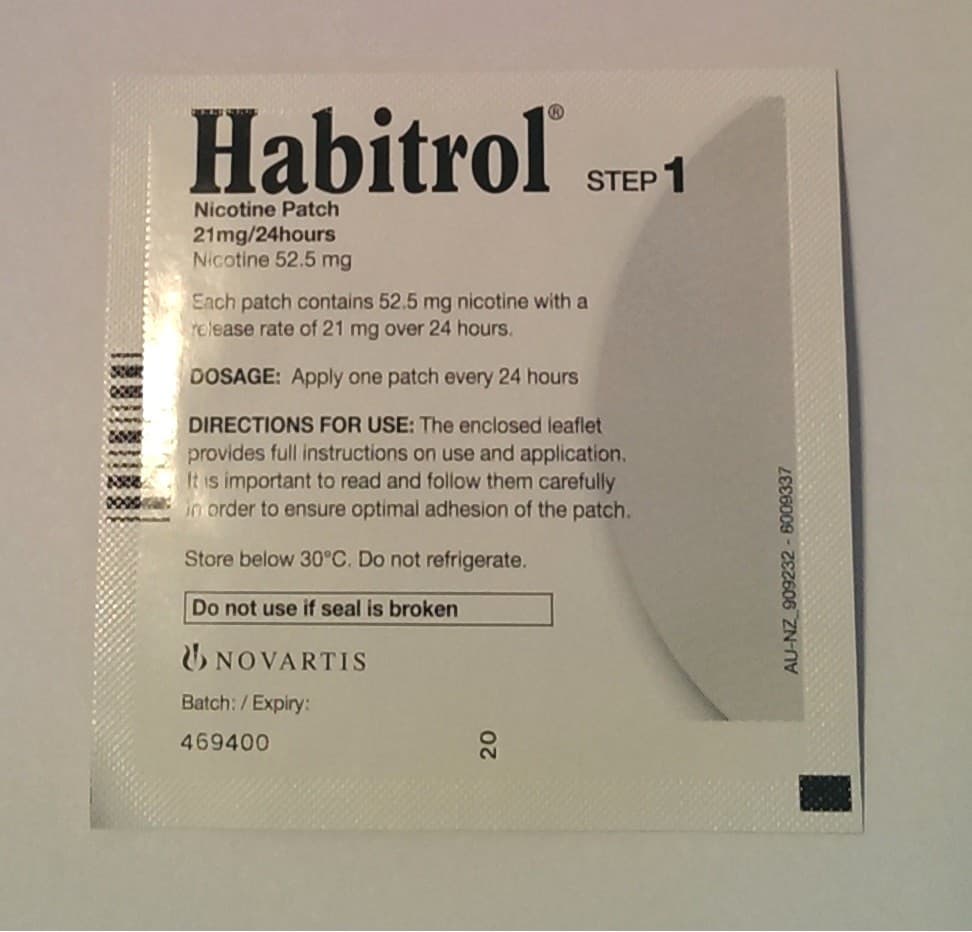 Habitrol®
STEP 1
Nicotine Patch
21mg/24hours
Nicotine 52.5 mg
Each patch contains 52.5 mg nicotine with a
release rate of 21 mg over 24 hours.
DOSAGE: Apply one patch every 24 hours
DIRECTIONS FOR USE: The enclosed leaflet
provides full instructions on use and application.
It is important to read and follow them carefully
in order to ensure optimal adhesion of the patch.
Store below 30°C. Do not refrigerate.
Do not use if seal is broken
NOVARTIS
Batch: / Expiry:
469400
20
AU-NZ_909232 - 6009337